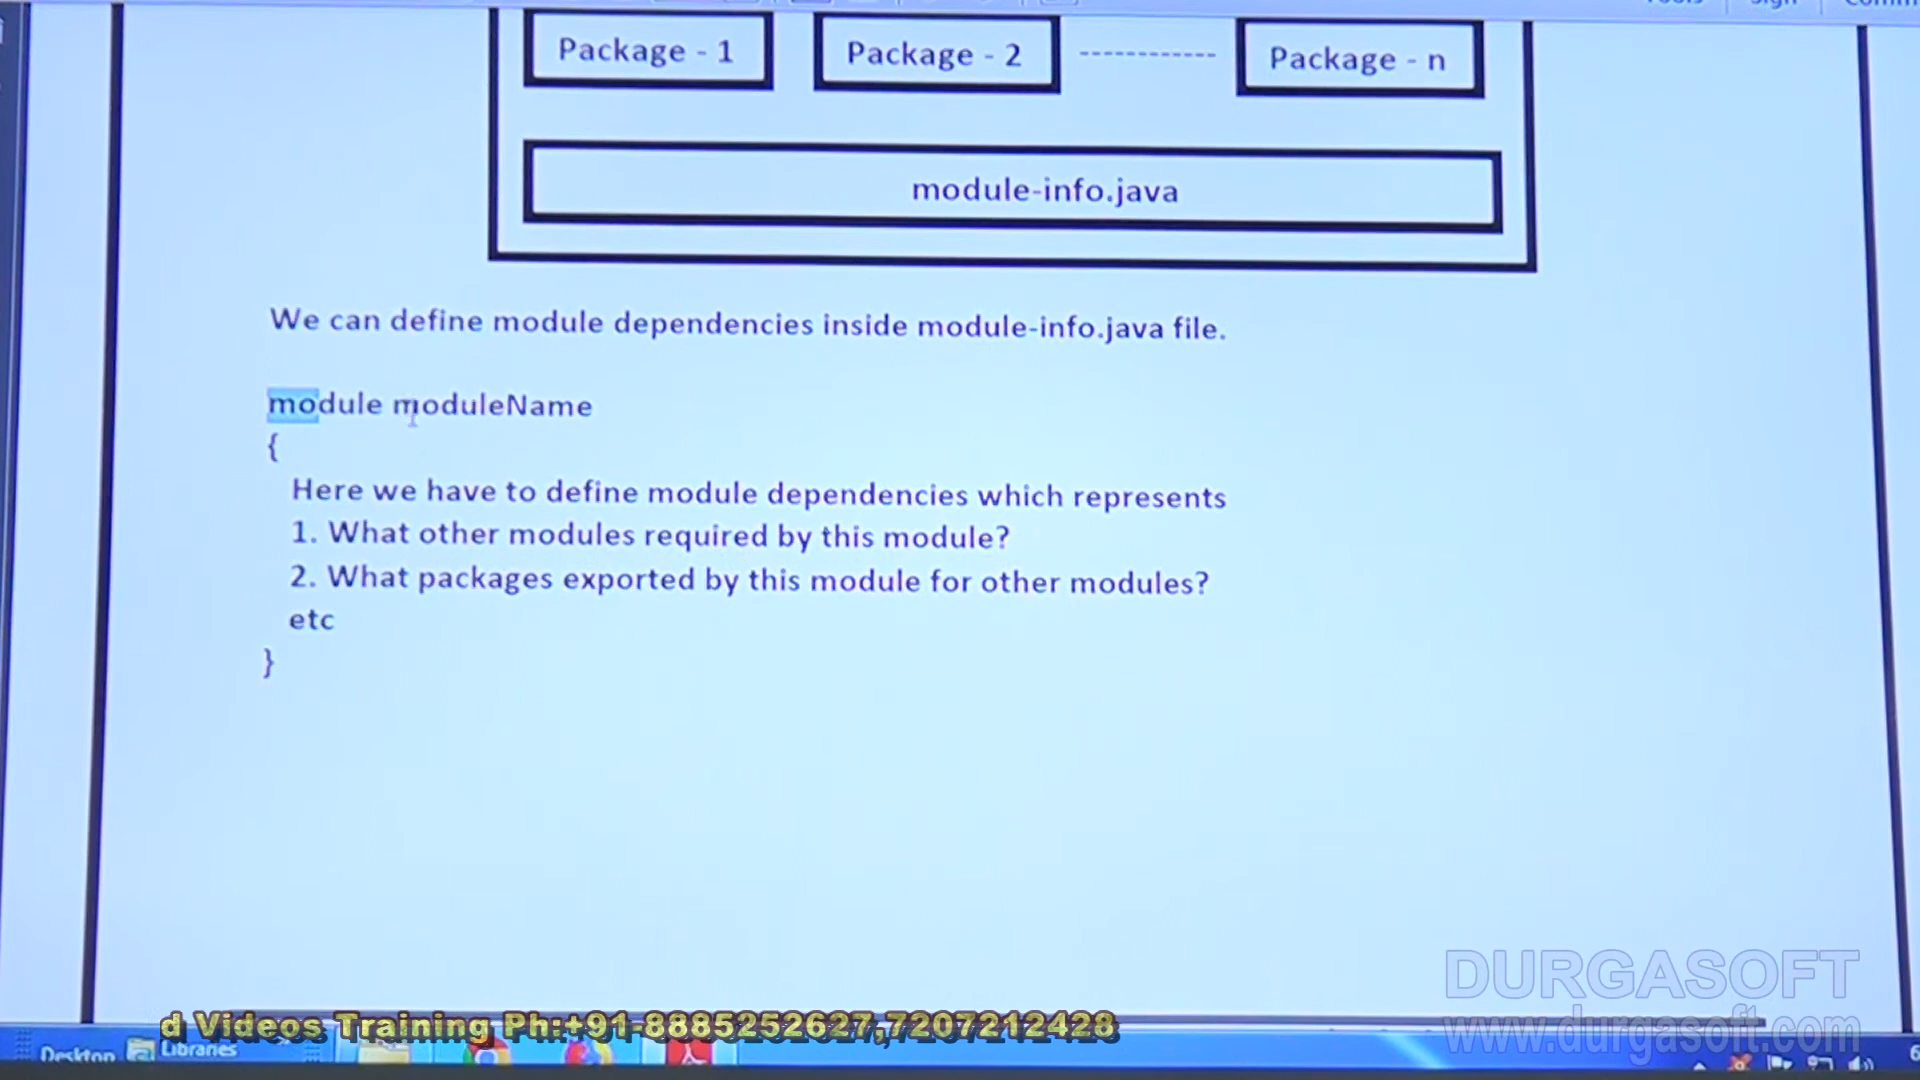 Package - 1
Package - 2
------------
Package - n
module-info.java
We can define module dependencies inside module-info.java file.
module moduleName
{
Here we have to define module dependencies which represents
1. What other modules required by this module?
2. What packages exported by this module for other modules?
etc
}
DURGASOFT
www.durgasoft.com
d Videos Training Ph:+91-8885252627,7207212428
Desktop
Libraries